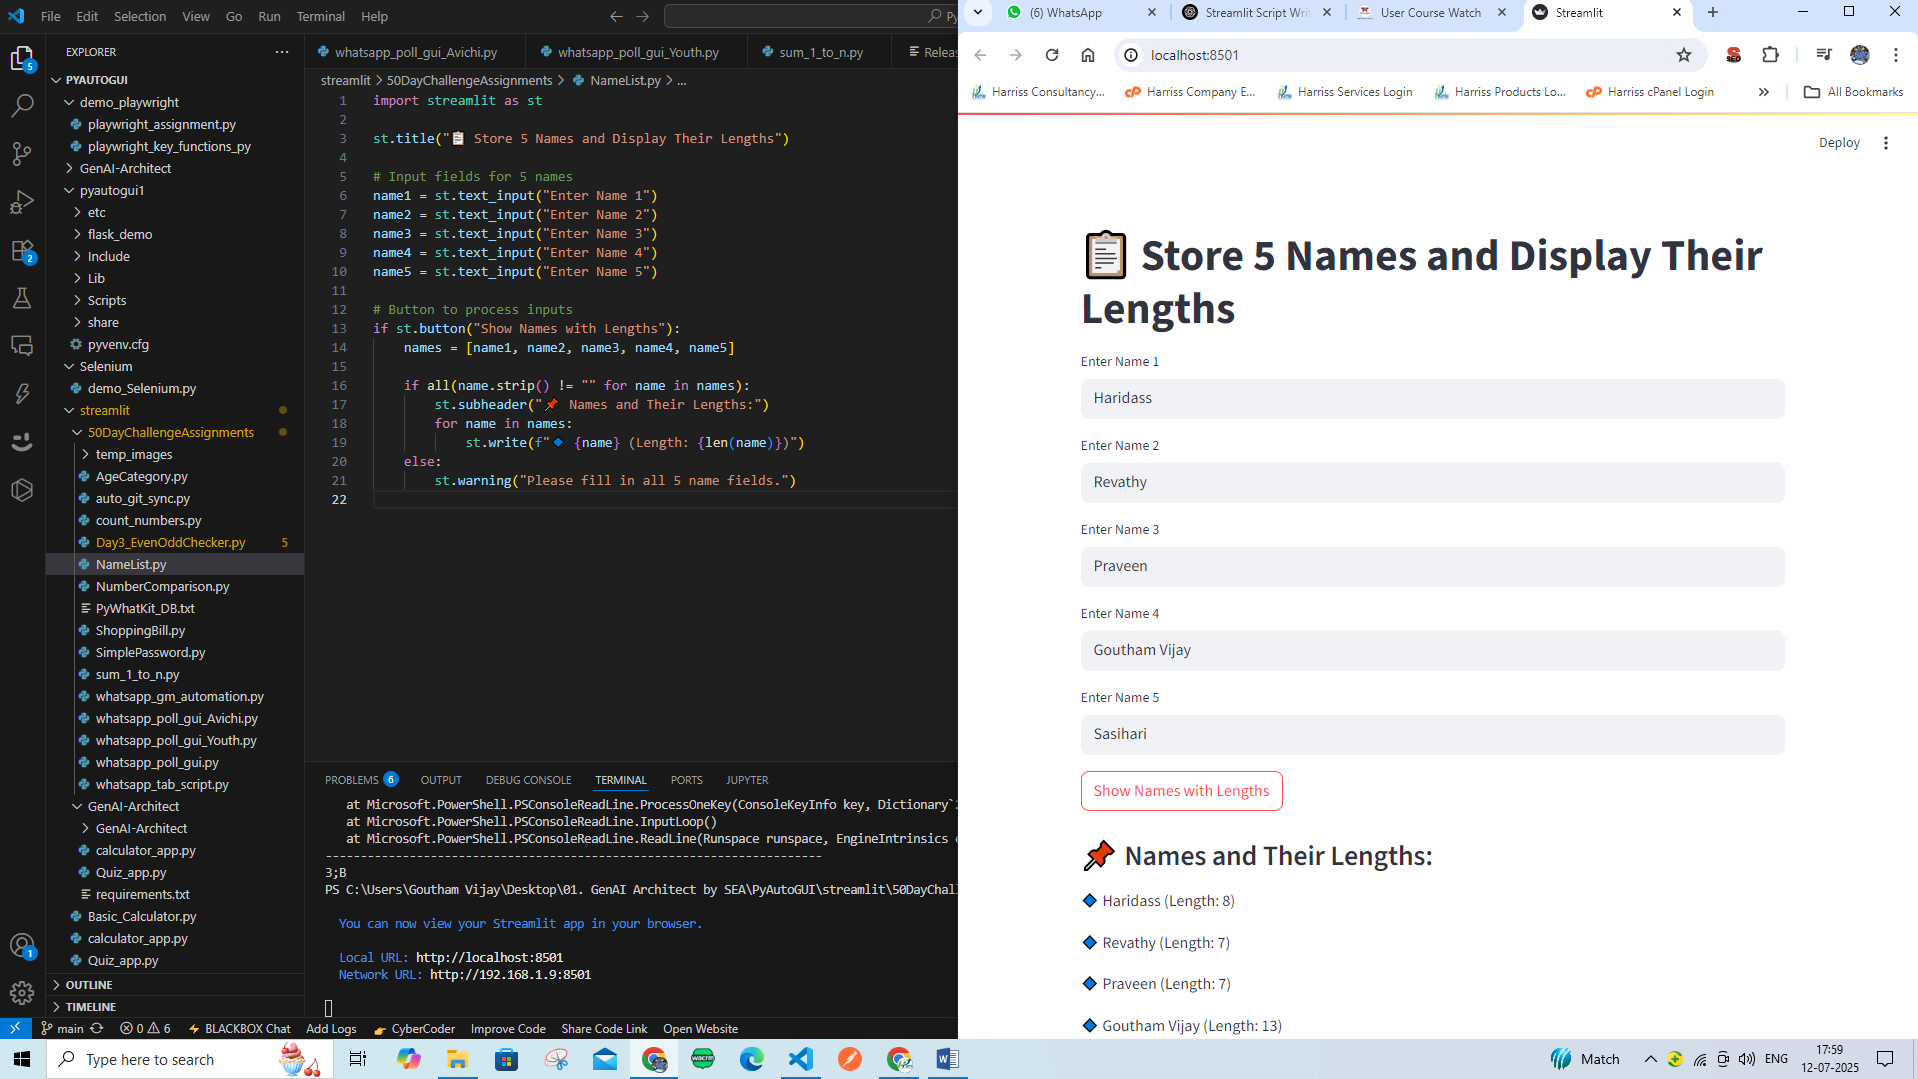 File Edit Selection View Go Run Terminal Help
EXPLORER
PYAUTOGUI
demo_playwright
playwright_assignment.py
playwright_key_functions_py
GenAI-Architect
pyautogui1
etc
flask_demo
Include
Lib
Scripts
share
pyvenv.cfg
Selenium
demo_Selenium.py
streamlit
50DayChallengeAssignments
temp_images
AgeCategory.py
auto_git_sync.py
count_numbers.py
Day3_EvenOddChecker.py 5
NameList.py
NumberComparison.py
PyWhatKit_DB.txt
ShoppingBill.py
SimplePassword.py
sum_1_to_n.py
whatsapp_gm_automation.py
whatsapp_poll_gui_Avichi.py
whatsapp_poll_gui_Youth.py
whatsapp_poll_gui.py
whatsapp_tab_script.py
GenAI-Architect
GenAI-Architect
calculator_app.py
Quiz_app.py
requirements.txt
Basic_Calculator.py
calculator_app.py
Quiz_app.py
OUTLINE
TIMELINE
5
2
1
whatsapp_poll_gui_Avichi.py whatsapp_poll_gui_Youth.py sum_1_to_n.py Releas
streamlit > 50DayChallengeAssignments > NameList.py > ...
1 import streamlit as st
2
3 st.title("📋 Store 5 Names and Display Their Lengths")
4
5 # Input fields for 5 names
6 name1 = st.text_input("Enter Name 1")
7 name2 = st.text_input("Enter Name 2")
8 name3 = st.text_input("Enter Name 3")
9 name4 = st.text_input("Enter Name 4")
10 name5 = st.text_input("Enter Name 5")
11
12 # Button to process inputs
13 if st.button("Show Names with Lengths"):
14 names = [name1, name2, name3, name4, name5]
15
16 if all(name.strip() != "" for name in names):
17 st.subheader("📌 Names and Their Lengths:")
18 for name in names:
19 st.write(f"🔹 {name} (Length: {len(name)})")
20 else:
21 st.warning("Please fill in all 5 name fields.")
22
PROBLEMS 6 OUTPUT DEBUG CONSOLE TERMINAL PORTS JUPYTER
at Microsoft.PowerShell.PSConsoleReadLine.ProcessOneKey(ConsoleKeyInfo key, Dictionary`2
at Microsoft.PowerShell.PSConsoleReadLine.InputLoop()
at Microsoft.PowerShell.PSConsoleReadLine.ReadLine(Runspace runspace, EngineIntrinsics e
-----------------------------------------------------------------------
3;B
PS C:\Users\Goutham Vijay\Desktop\01. GenAI Architect by SEA\PyAutoGUI\streamlit\50DayChal
You can now view your Streamlit app in your browser.
Local URL: http://localhost:8501
Network URL: http://192.168.1.9:8501
main 0 6 BLACKBOX Chat Add Logs CyberCoder Improve Code Share Code Link Open Website
(6) WhatsApp Streamlit Script Wri User Course Watch Streamlit
localhost:8501
Harriss Consultancy... Harriss Company E... Harriss Services Login Harriss Products Lo... Harriss cPanel Login All Bookmarks
Deploy
📋 Store 5 Names and Display Their
Lengths
Enter Name 1
Haridass
Enter Name 2
Revathy
Enter Name 3
Praveen
Enter Name 4
Goutham Vijay
Enter Name 5
Sasihari
Show Names with Lengths
📌 Names and Their Lengths:
🔹 Haridass (Length: 8)
🔹 Revathy (Length: 7)
🔹 Praveen (Length: 7)
🔹 Goutham Vijay (Length: 13)
Type here to search
Match ENG 17:59
12-07-2025